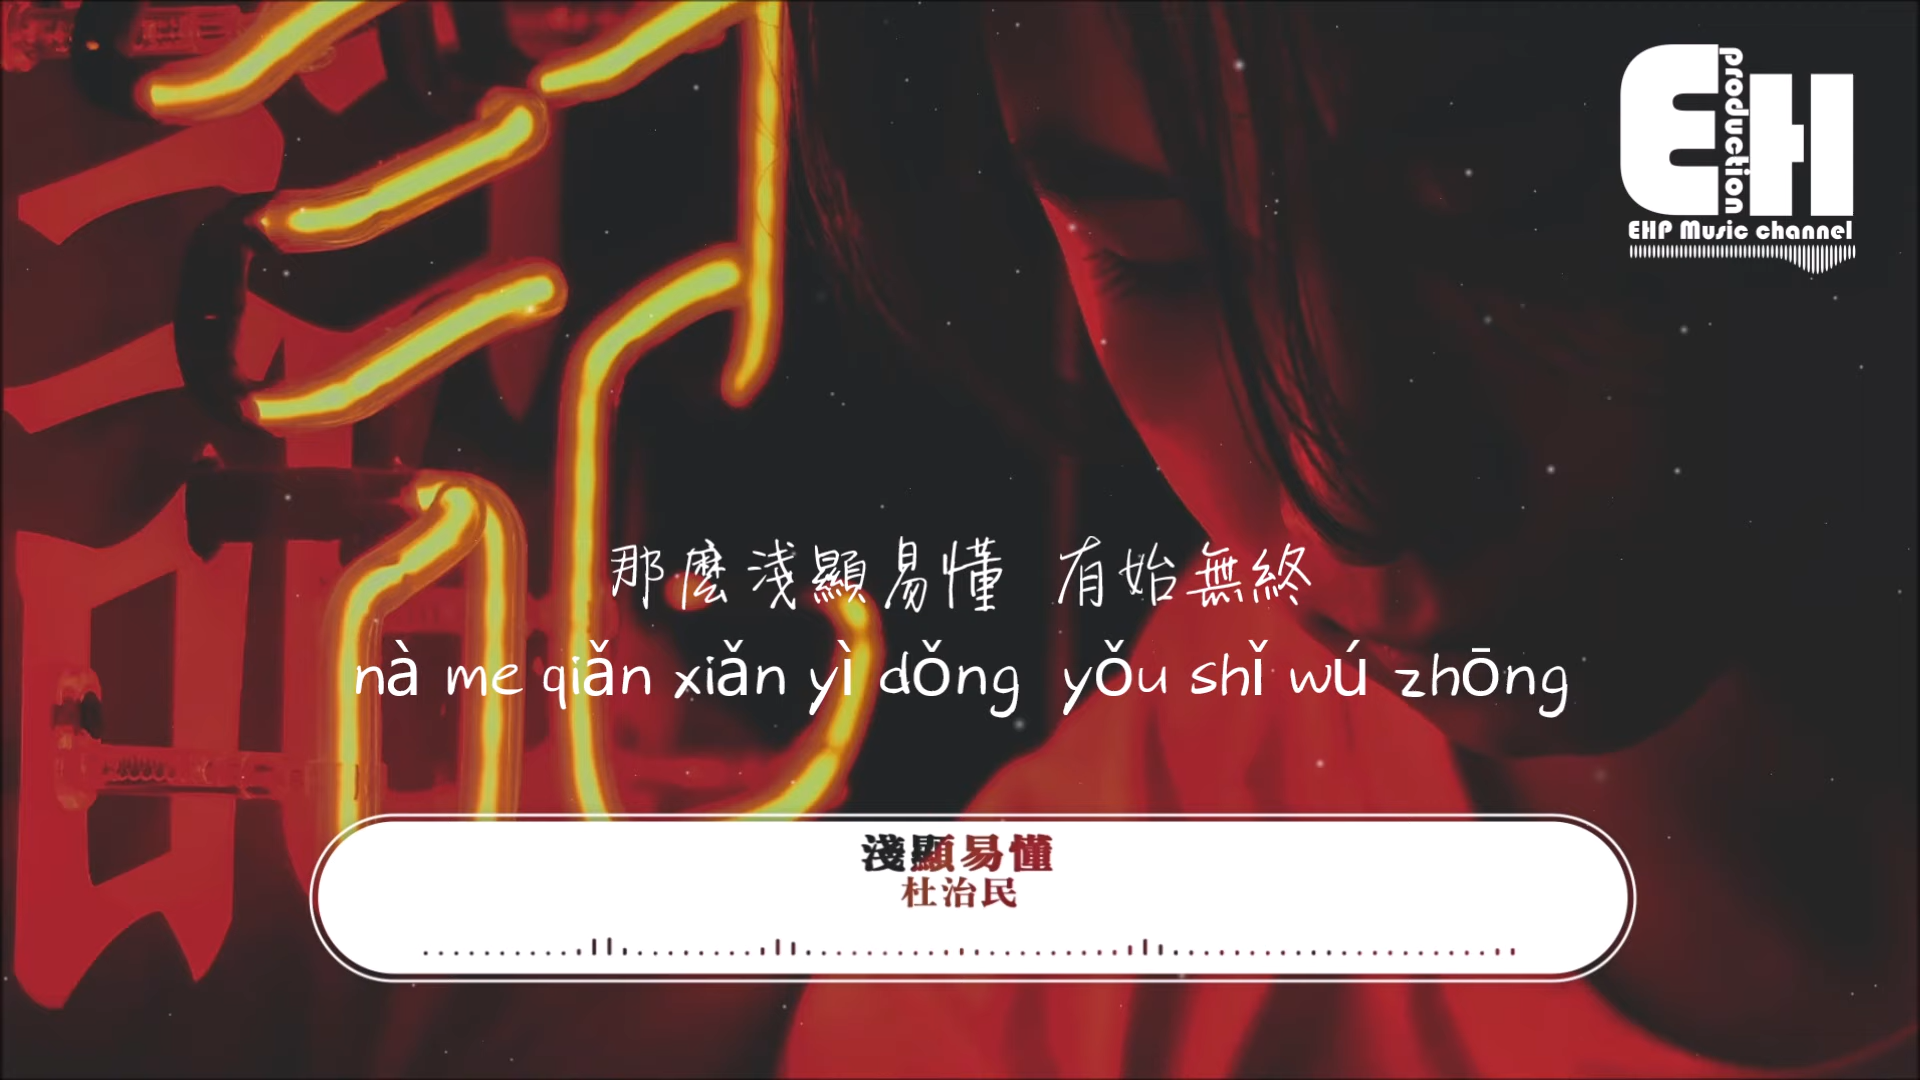 production
EH
EHP Music channel
那麼淺顯易懂 有始無終
nà me qiǎn xiǎn yì dǒng yǒu shǐ wú zhōng
淺顯易懂
杜治民